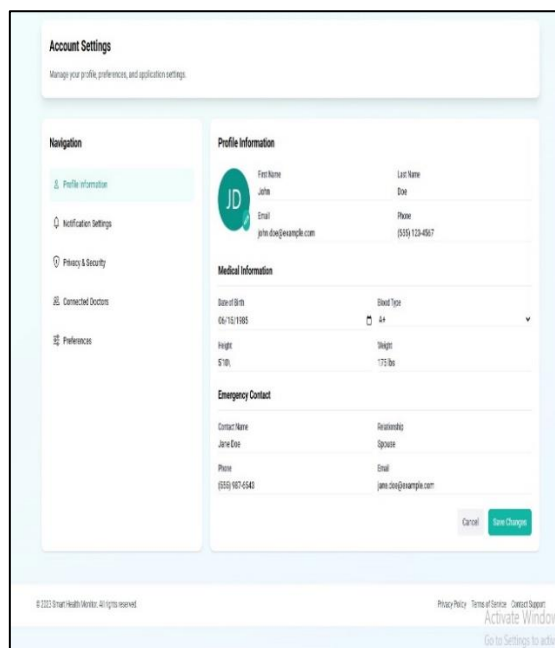 Account Settings
Manage your profile, preferences, and application settings.
Navigation
Profile Information
Notification Settings
Privacy & Security
Connected Doctors
Preferences
Profile Information
JD
First Name
Last Name
John
Doe
Email
Phone
john.doe@example.com
(555) 123-4567
Medical Information
Date of Birth
Blood Type
06/15/1985
A+
Height
Weight
5'10\
175 lbs
Emergency Contact
Contact Name
Relationship
Jane Doe
Spouse
Phone
Email
(555) 987-6543
jane.doe@example.com
Cancel
Save Changes
© 2023 Smart Health Monitor. All rights reserved.
Privacy Policy Terms of Service Contact Support
Activate Window
Go to Settings to activ